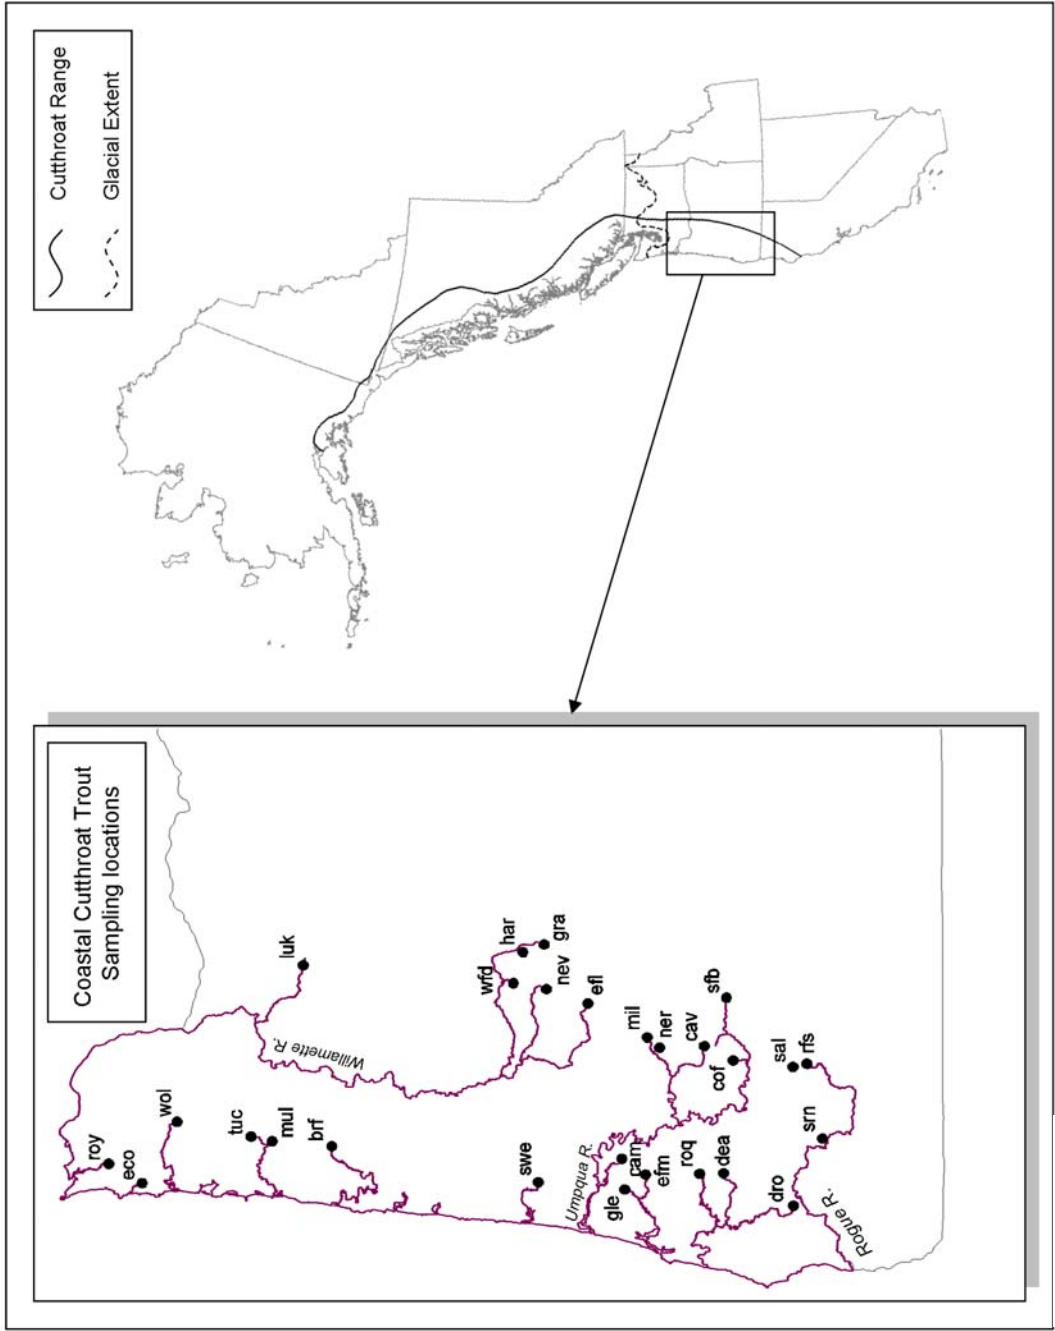 Cutthroat Range
Glacial Extent
Coastal Cutthroat Trout
Sampling locations
roy
eco
wol
tuc
mul
brf
swe
luk
Willamette R.
wfd
har
gra
nev
efl
mil
ner
cav
sfb
cof
sal
rfs
srn
dro
Umpqua R.
cam
gle
efm
roq
dea
Rogue R.